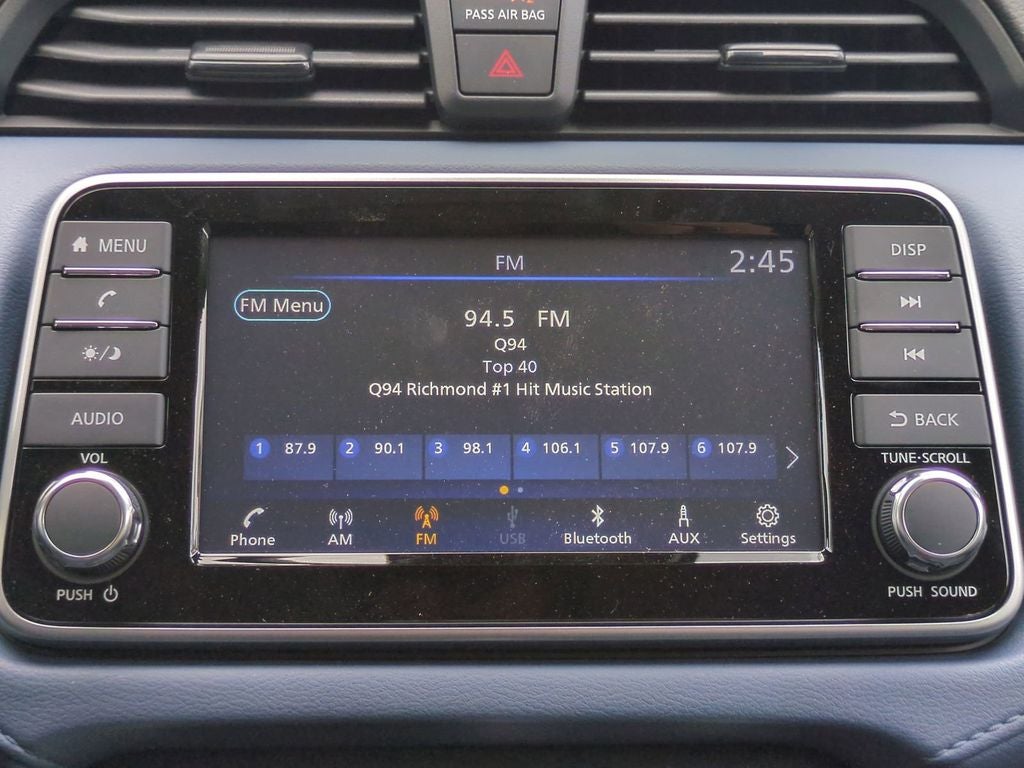 PASS AIR BAG
MENU
DISP
FM
2:45
FM Menu
94.5 FM
Q94
Top 40
Q94 Richmond #1 Hit Music Station
AUDIO
BACK
1 87.9
2 90.1
3 98.1
4 106.1
5 107.9
6 107.9
VOL
TUNE·SCROLL
Phone
AM
FM
USB
Bluetooth
AUX
Settings
PUSH
PUSH SOUND